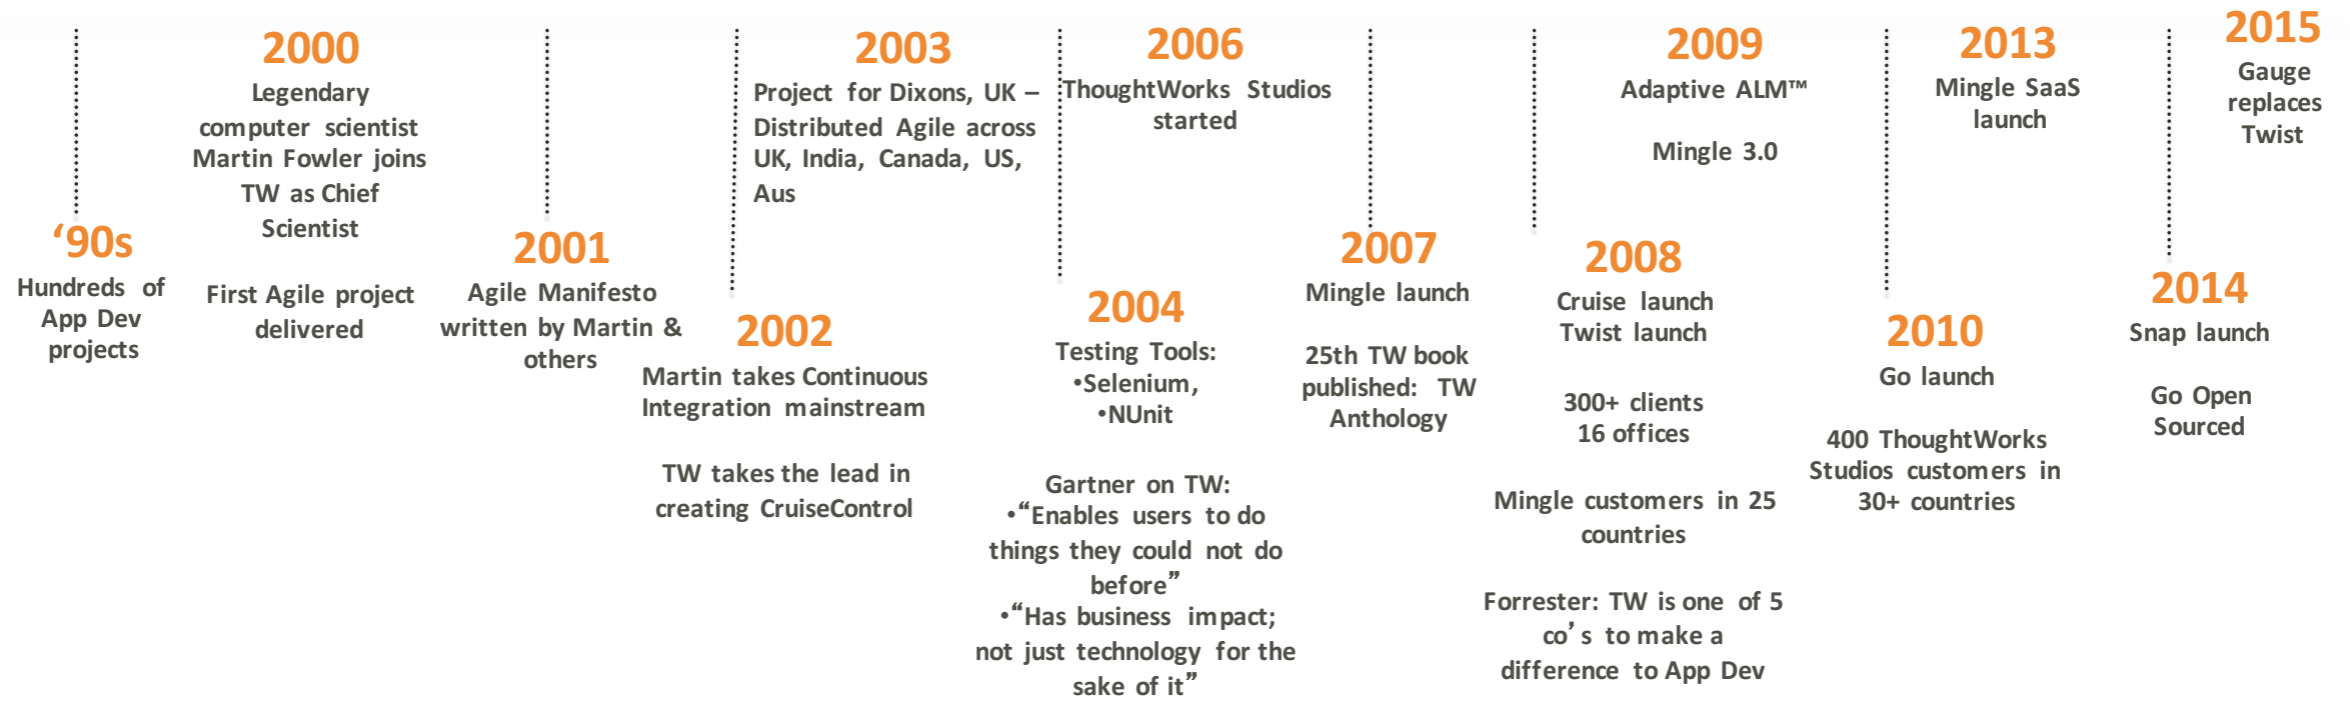 ‘90s
Hundreds of
App Dev
projects
2000
Legendary
computer scientist
Martin Fowler joins
TW as Chief
Scientist
First Agile project
delivered
2001
Agile Manifesto
written by Martin &
others
2002
Martin takes Continuous
Integration mainstream
TW takes the lead in
creating CruiseControl
2003
Project for Dixons, UK –
Distributed Agile across
UK, India, Canada, US,
Aus
2004
Testing Tools:
•Selenium,
•NUnit
Gartner on TW:
•“Enables users to do
things they could not do
before”
•“Has business impact;
not just technology for the
sake of it”
2006
ThoughtWorks Studios
started
2007
Mingle launch
25th TW book
published: TW
Anthology
2008
Cruise launch
Twist launch
300+ clients
16 offices
Mingle customers in 25
countries
Forrester: TW is one of 5
co’s to make a
difference to App Dev
2009
Adaptive ALM™
Mingle 3.0
2010
Go launch
400 ThoughtWorks
Studios customers in
30+ countries
2013
Mingle SaaS
launch
2014
Snap launch
Go Open
Sourced
2015
Gauge
replaces
Twist